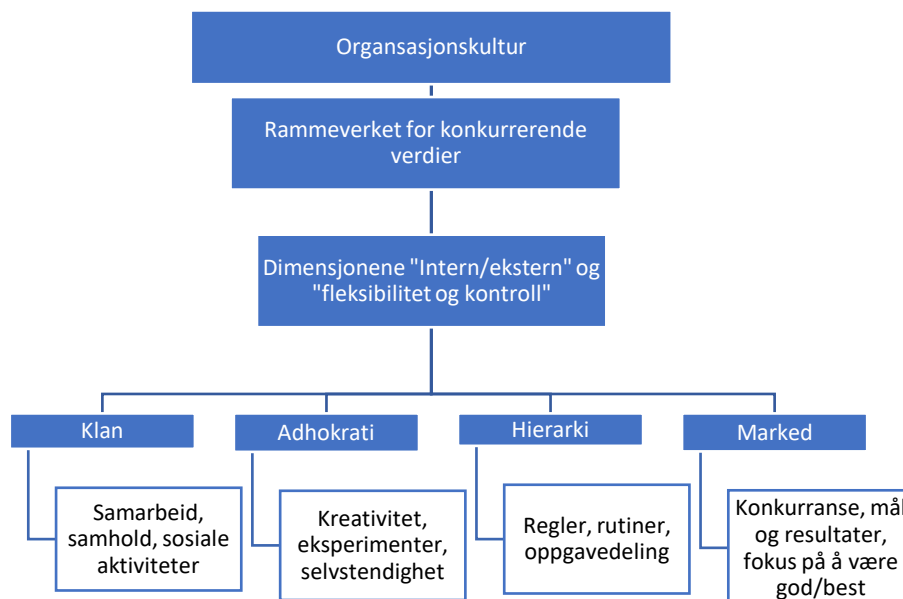 Organsasjonskultur
Rammeverket for konkurrerende
verdier
Dimensjonene "Intern/ekstern" og
"fleksibilitet og kontroll"
Klan
Adhokrati
Hierarki
Marked
Samarbeid,
samhold, sosiale
aktiviteter
Kreativitet,
eksperimenter,
selvstendighet
Regler, rutiner,
oppgavedeling
Konkurranse, mål
og resultater,
fokus på å være
god/best